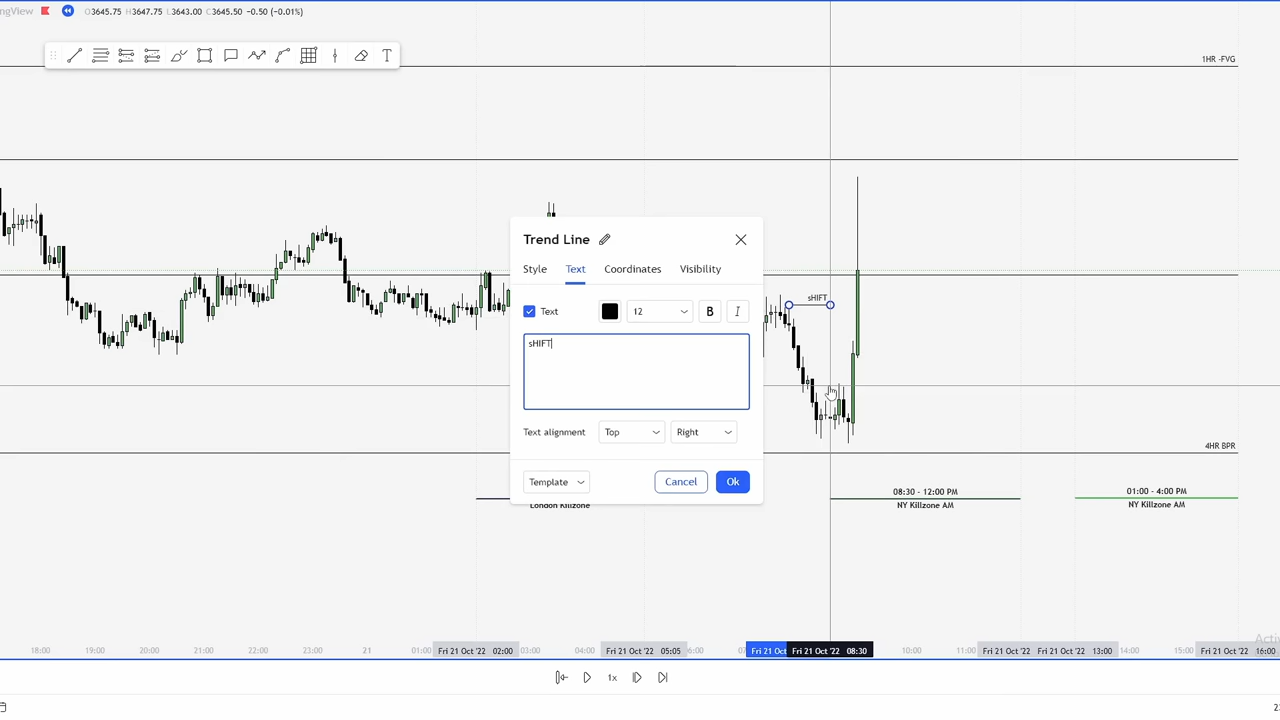 ngView O3645.75 H3647.75 L3643.00 C3645.50 −0.50 (−0.01%)
T
1HR -FVG
Trend Line
Style Text Coordinates Visibility
sHIFT
Text 12 B I
sHIFT
Text alignment Top Right
4HR BPR
Template Cancel Ok
08:30 - 12:00 PM
01:00 - 4:00 PM
London Killzone
NY Killzone AM
NY Killzone AM
Activ
18:00 19:00 20:00 21:00 22:00 23:00 21 01:00 Fri 21 Oct '22 02:00 03:00 04:00 Fri 21 Oct '22 05:05 6:00 07 Fri 21 Oct Fri 21 Oct '22 08:30 10:00 11:00 Fri 21 Oct '22 Fri 21 Oct '22 13:00 14:00 15:00 Fri 21 Oct '22 16:00
1x
2